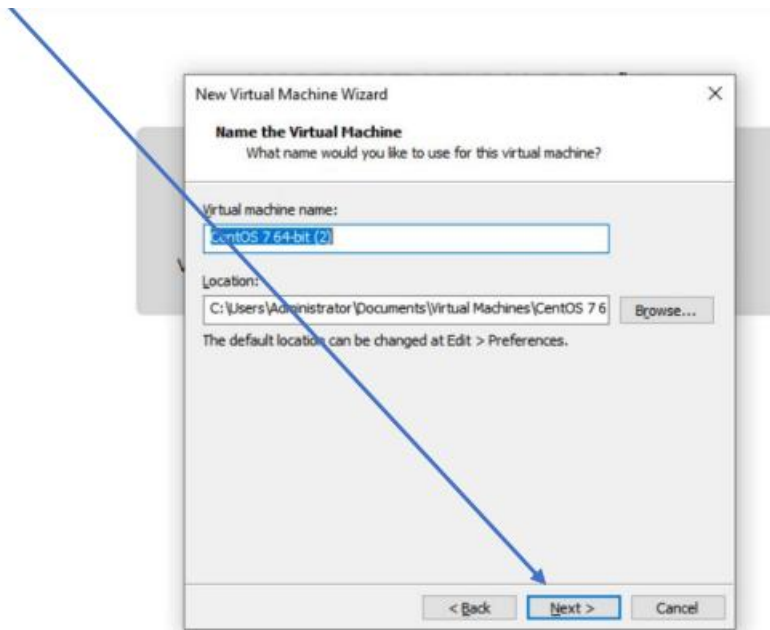 New Virtual Machine Wizard
Name the Virtual Machine
What name would you like to use for this virtual machine?
Virtual machine name:
CentOS 7 64-bit (2)
Location:
C:\Users\Administrator\Documents\Virtual Machines\CentOS 7 6
Browse...
The default location can be changed at Edit > Preferences.
< Back Next > Cancel